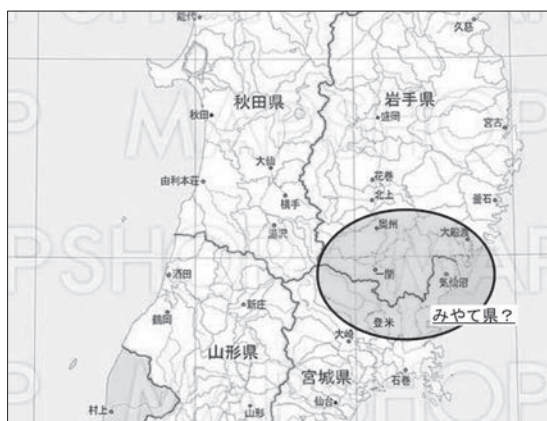 能代
久慈
秋田県
岩手県
秋田
盛岡
宮古
大仙
花巻
由利本荘
北上
釜石
横手
奥州
湯沢
大船渡
酒田
一関
気仙沼
新庄
鶴岡
登米
みやて県？
大崎
山形県
宮城県
石巻
仙台
村上
山形
MAPSHOP